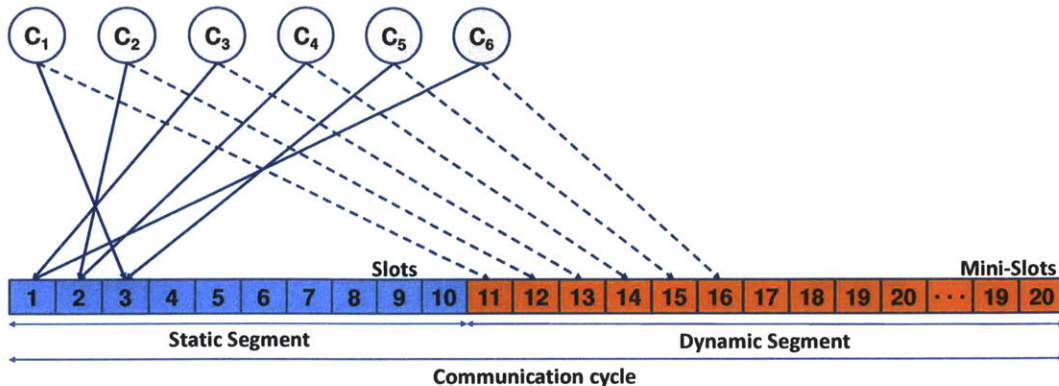 C1 C2 C3 C4 C5 C6
Slots Mini-Slots
1 2 3 4 5 6 7 8 9 10 11 12 13 14 15 16 17 18 19 20 ··· 19 20
Static Segment Dynamic Segment
Communication cycle